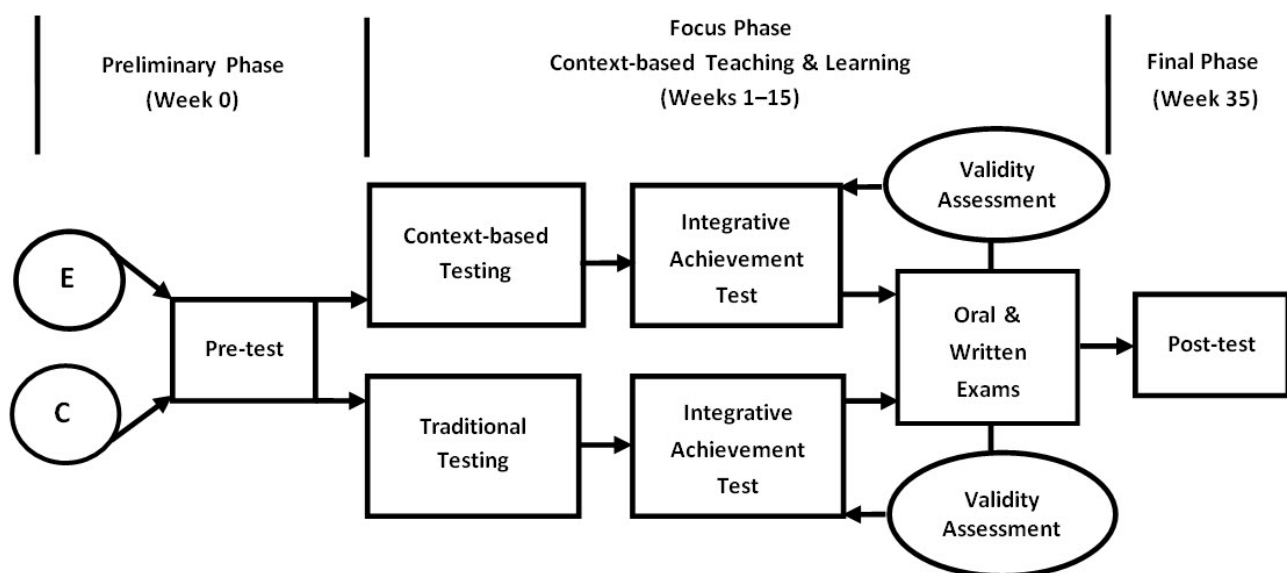 Preliminary Phase
(Week 0)
Focus Phase
Context-based Teaching & Learning
(Weeks 1–15)
Final Phase
(Week 35)
E
C
Pre-test
Context-based
Testing
Integrative
Achievement
Test
Validity
Assessment
Oral &
Written
Exams
Post-test
Traditional
Testing
Integrative
Achievement
Test
Validity
Assessment